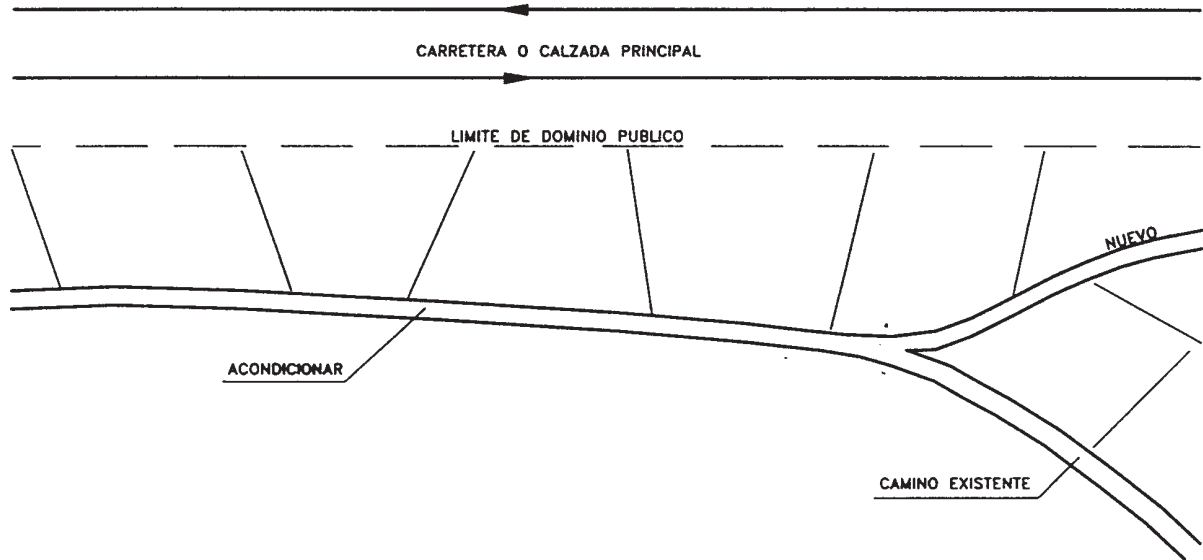 CARRETERA O CALZADA PRINCIPAL
LIMITE DE DOMINIO PUBLICO
NUEVO
ACONDICIONAR
CAMINO EXISTENTE